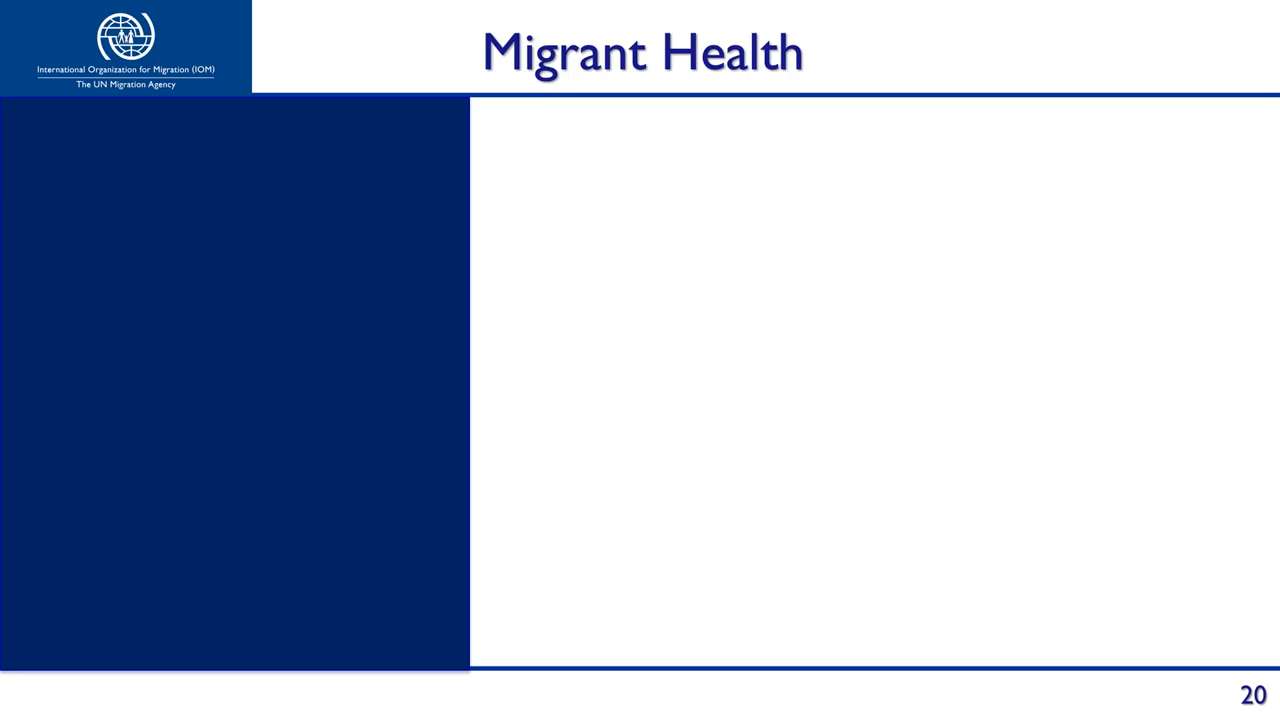 International Organization for Migration (IOM)
The UN Migration Agency
Migrant Health
20